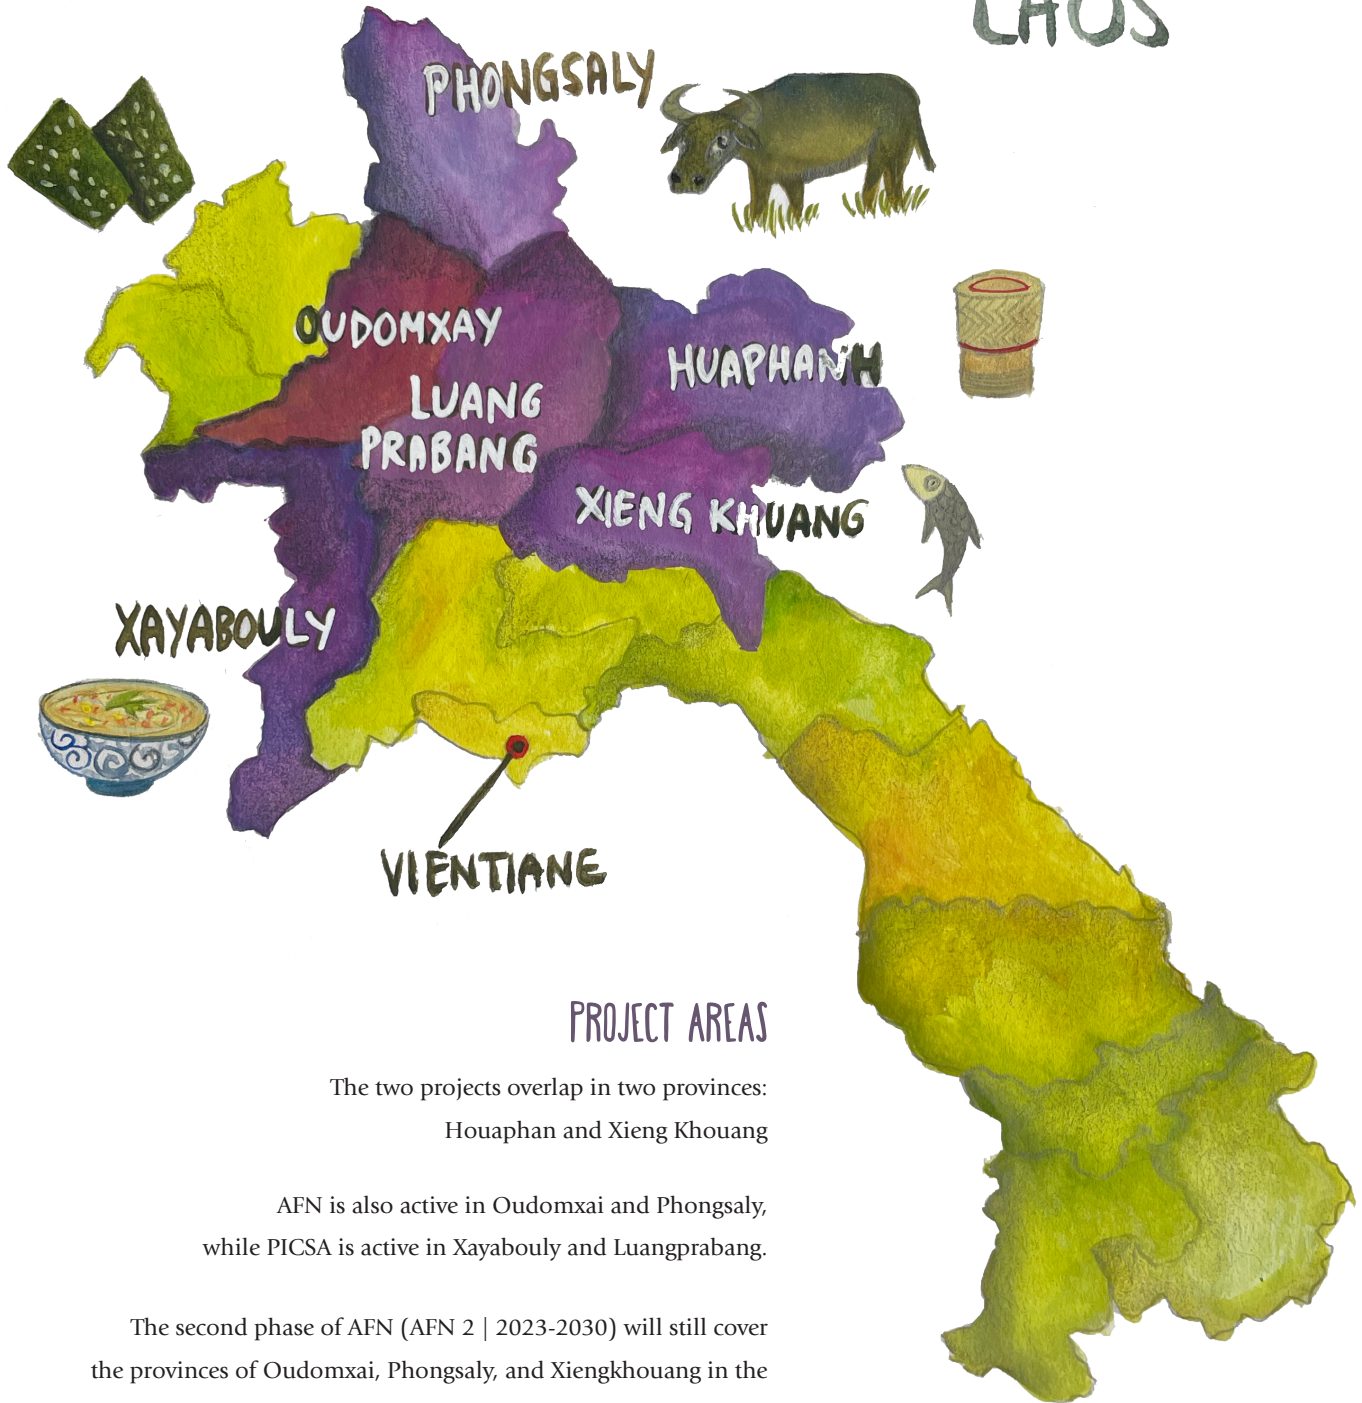 LAOS
PHONGSALY
OUDOMXAY
HUAPHANH
LUANG
PRABANG
XIENG KHUANG
XAYABOULY
VIENTIANE
PROJECT AREAS
The two projects overlap in two provinces:
Houaphan and Xieng Khouang
AFN is also active in Oudomxai and Phongsaly,
while PICSA is active in Xayabouly and Luangprabang.
The second phase of AFN (AFN 2 | 2023-2030) will still cover
the provinces of Oudomxai, Phongsaly, and Xiengkhouang in the